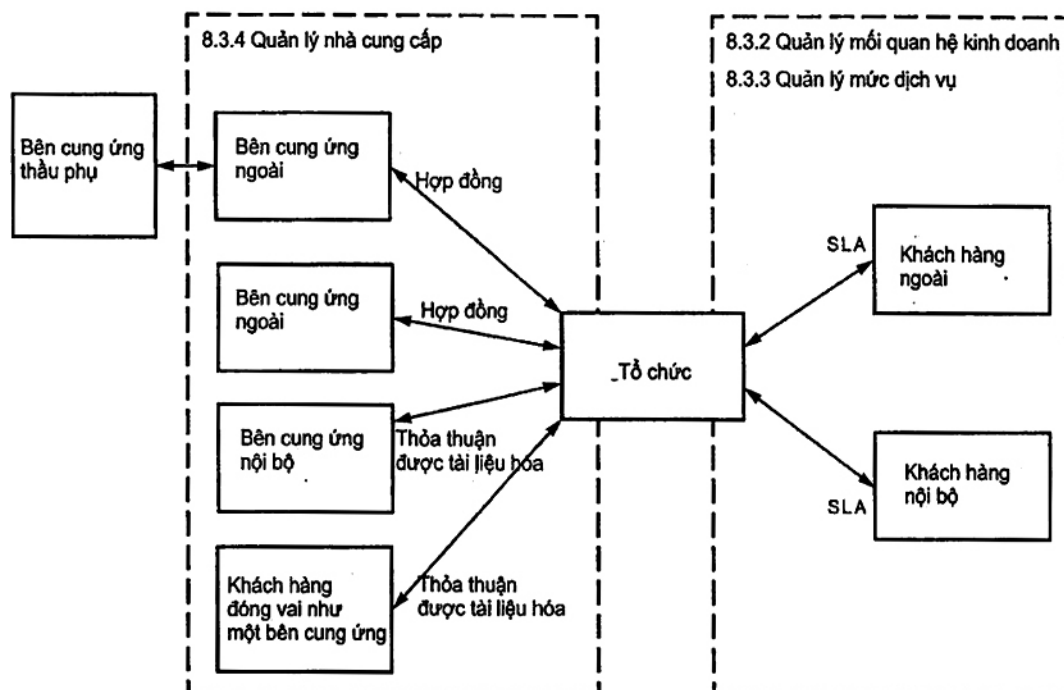 8.3.4 Quản lý nhà cung cấp
8.3.2 Quản lý mối quan hệ kinh doanh
8.3.3 Quản lý mức dịch vụ
Bên cung ứng
thầu phụ
Bên cung ứng
ngoài
Hợp đồng
Bên cung ứng
ngoài
Hợp đồng
Bên cung ứng
nội bộ
Thỏa thuận
được tài liệu hóa
Khách hàng
đóng vai như
một bên cung ứng
Thỏa thuận
được tài liệu hóa
Tổ chức
SLA
Khách hàng
ngoài
SLA
Khách hàng
nội bộ